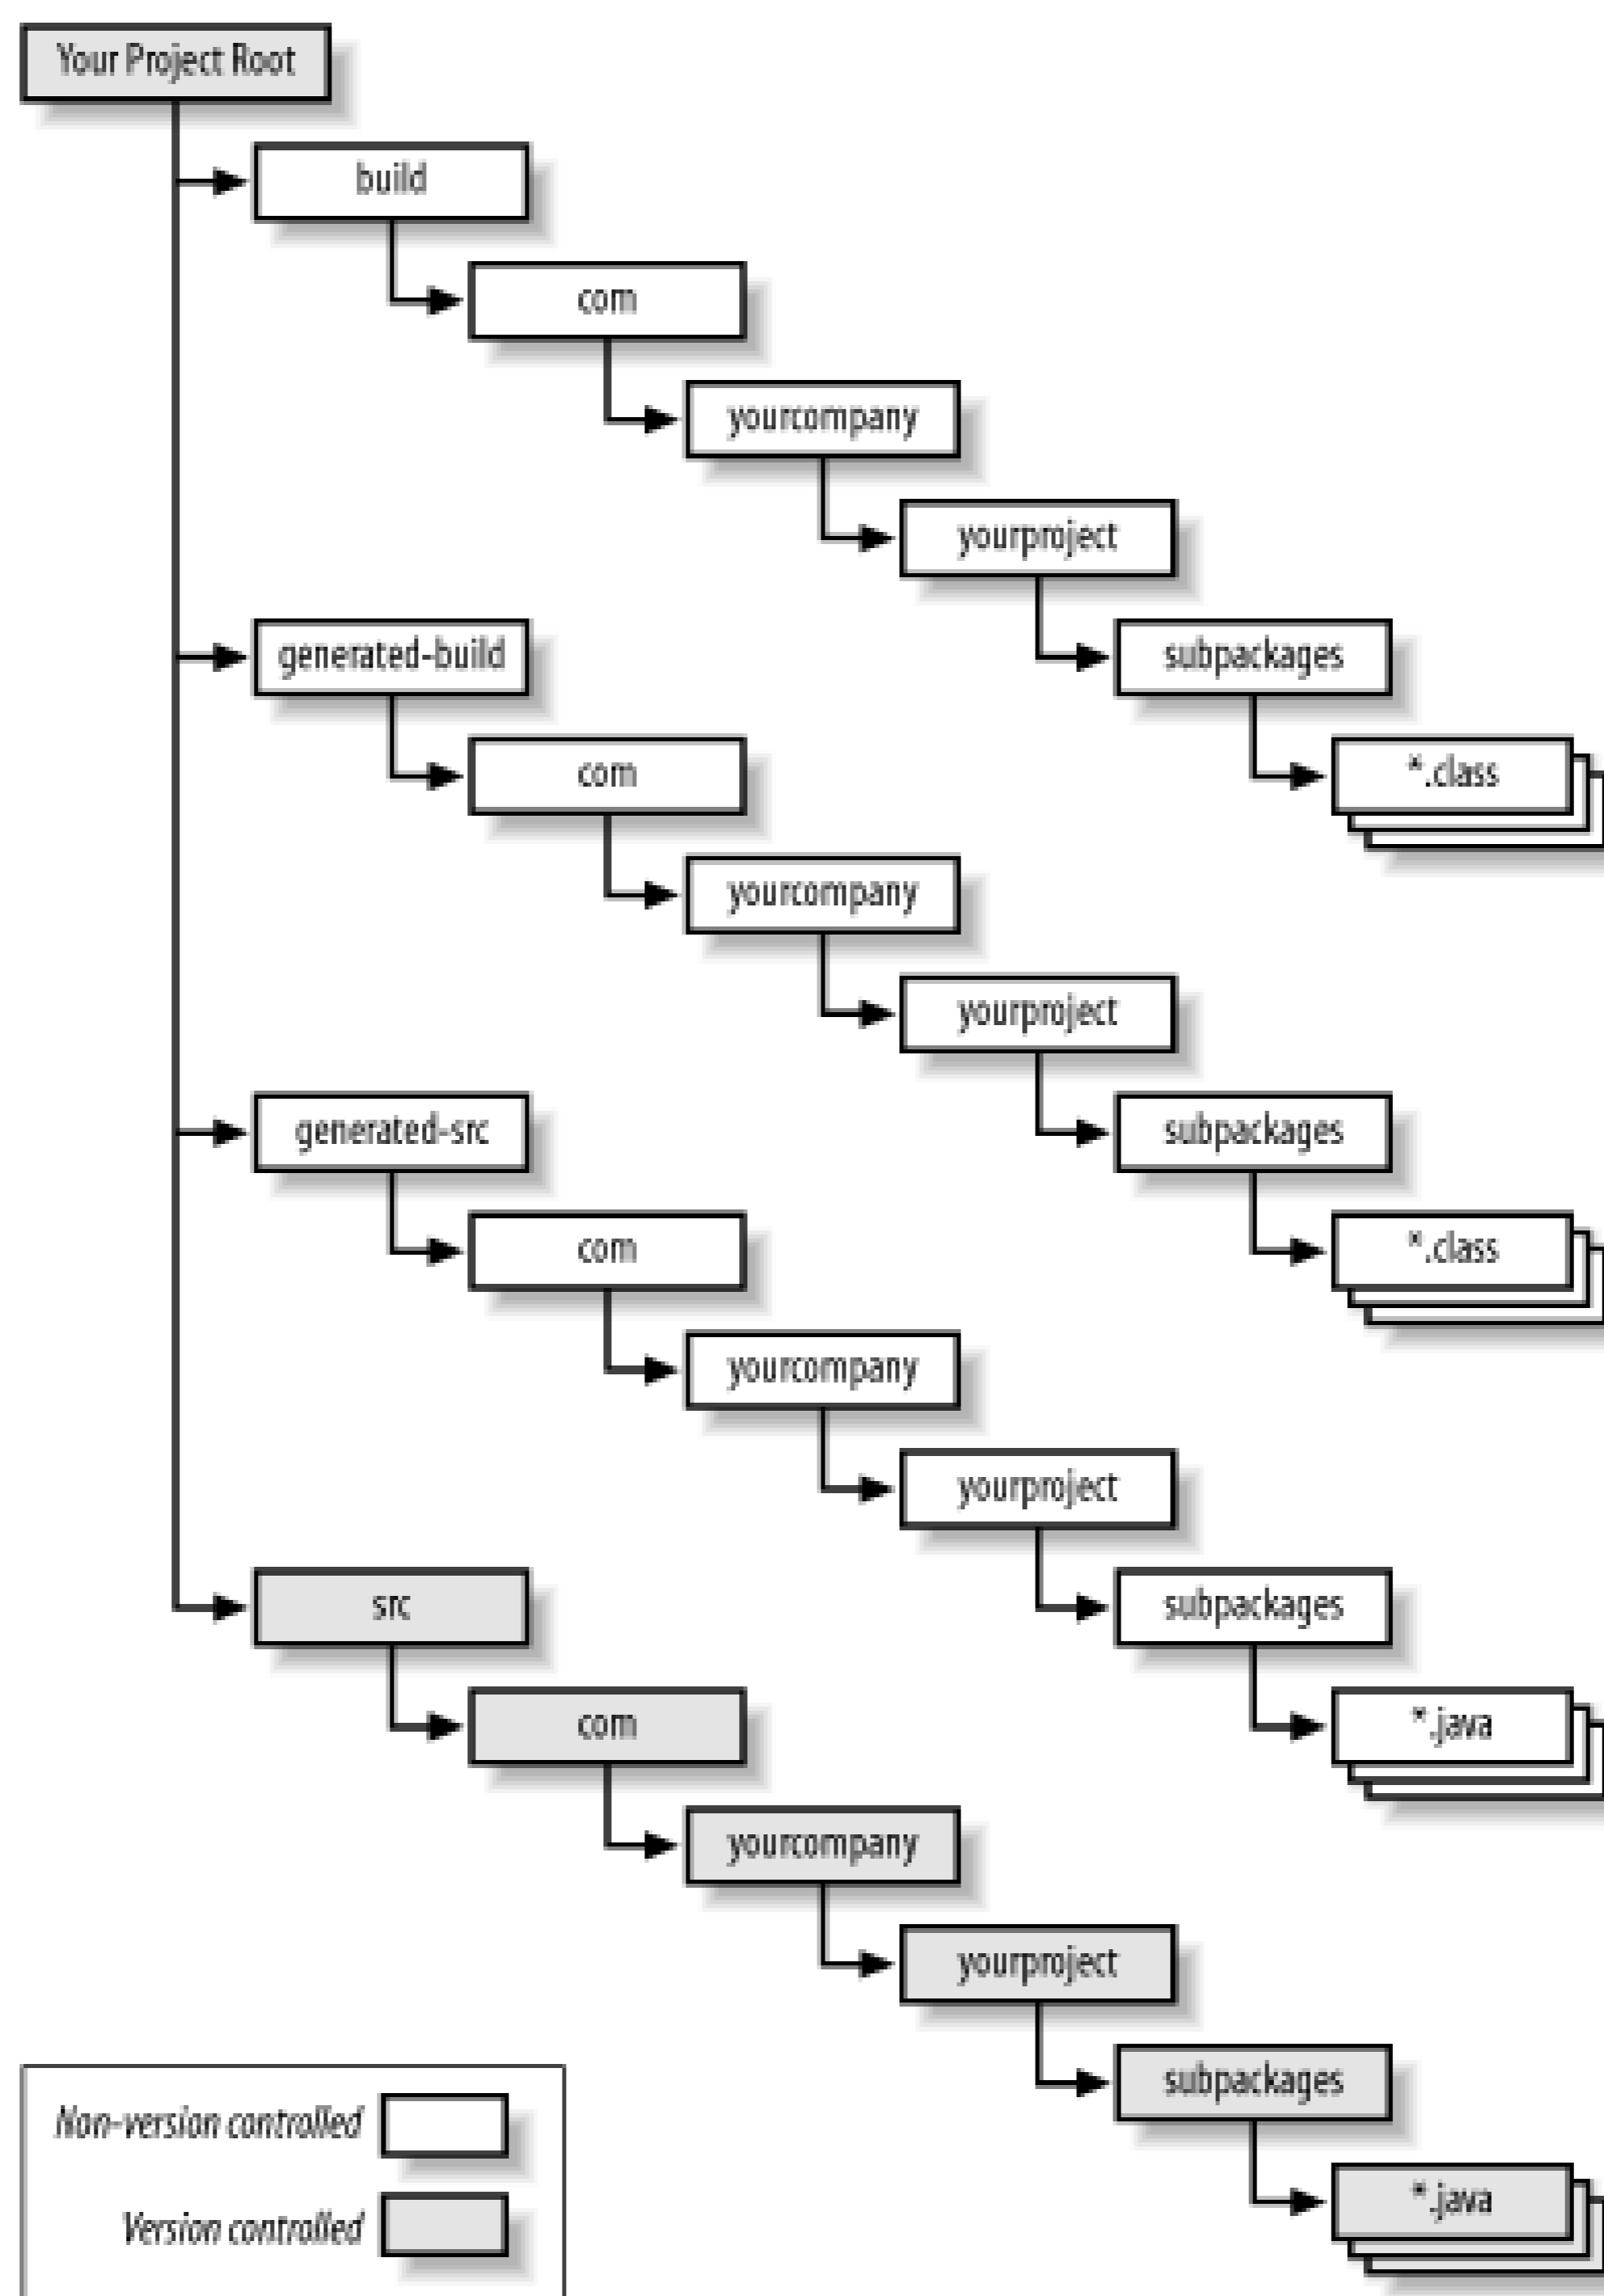 Your Project Root
build
com
yourcompany
yourproject
generated-build
subpackages
com
*.class
yourcompany
yourproject
generated-src
subpackages
com
*.class
yourcompany
yourproject
src
subpackages
com
*.java
yourcompany
yourproject
subpackages
Non-version controlled
*.java
Version controlled